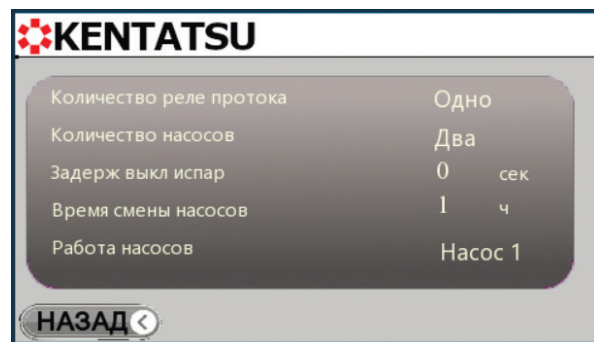 KENTATSU
Количество реле протока Одно
Количество насосов Два
Задерж выкл испар 0 сек
Время смены насосов 1 ч
Работа насосов Насос 1
НАЗАД